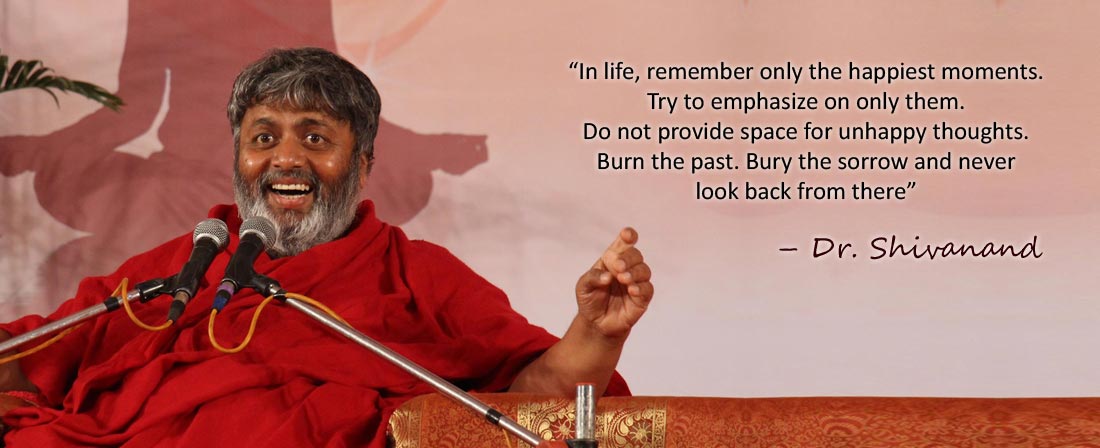 “In life, remember only the happiest moments.
Try to emphasize on only them.
Do not provide space for unhappy thoughts.
Burn the past. Bury the sorrow and never
look back from there”
– Dr. Shivanand